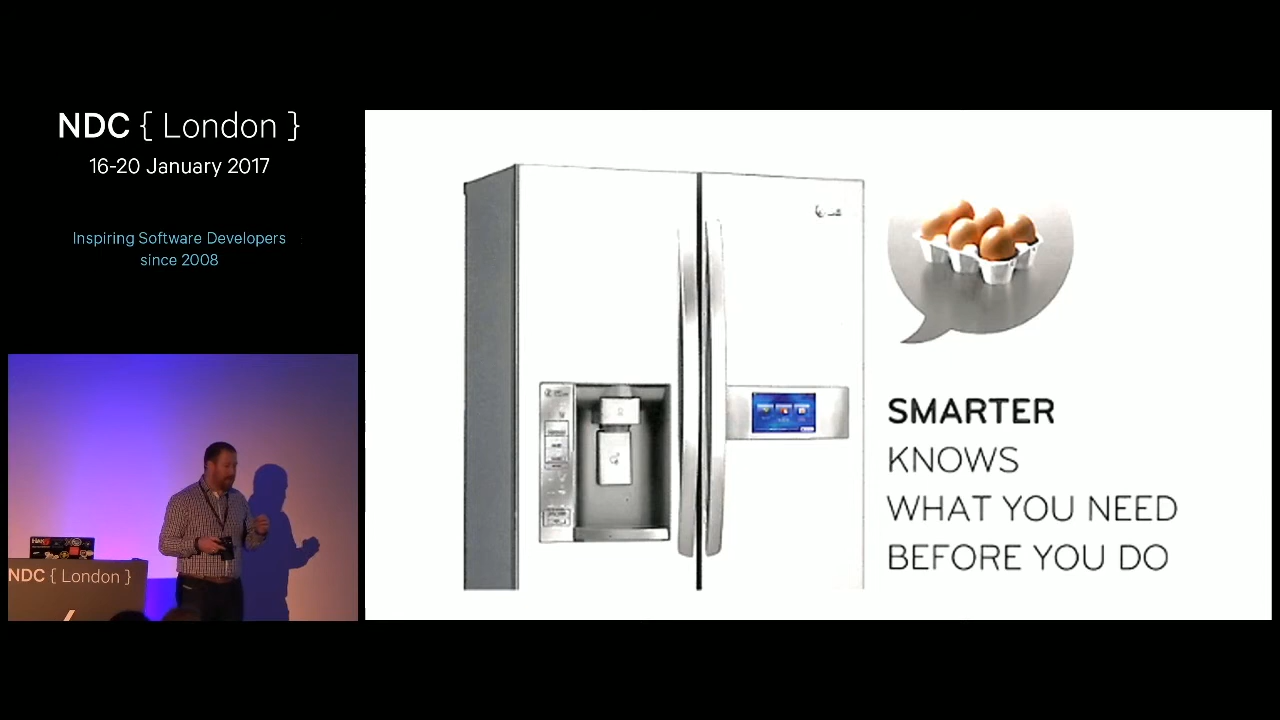 NDC { London }
16-20 January 2017
Inspiring Software Developers
since 2008
NDC { London }
SMARTER
KNOWS
WHAT YOU NEED
BEFORE YOU DO